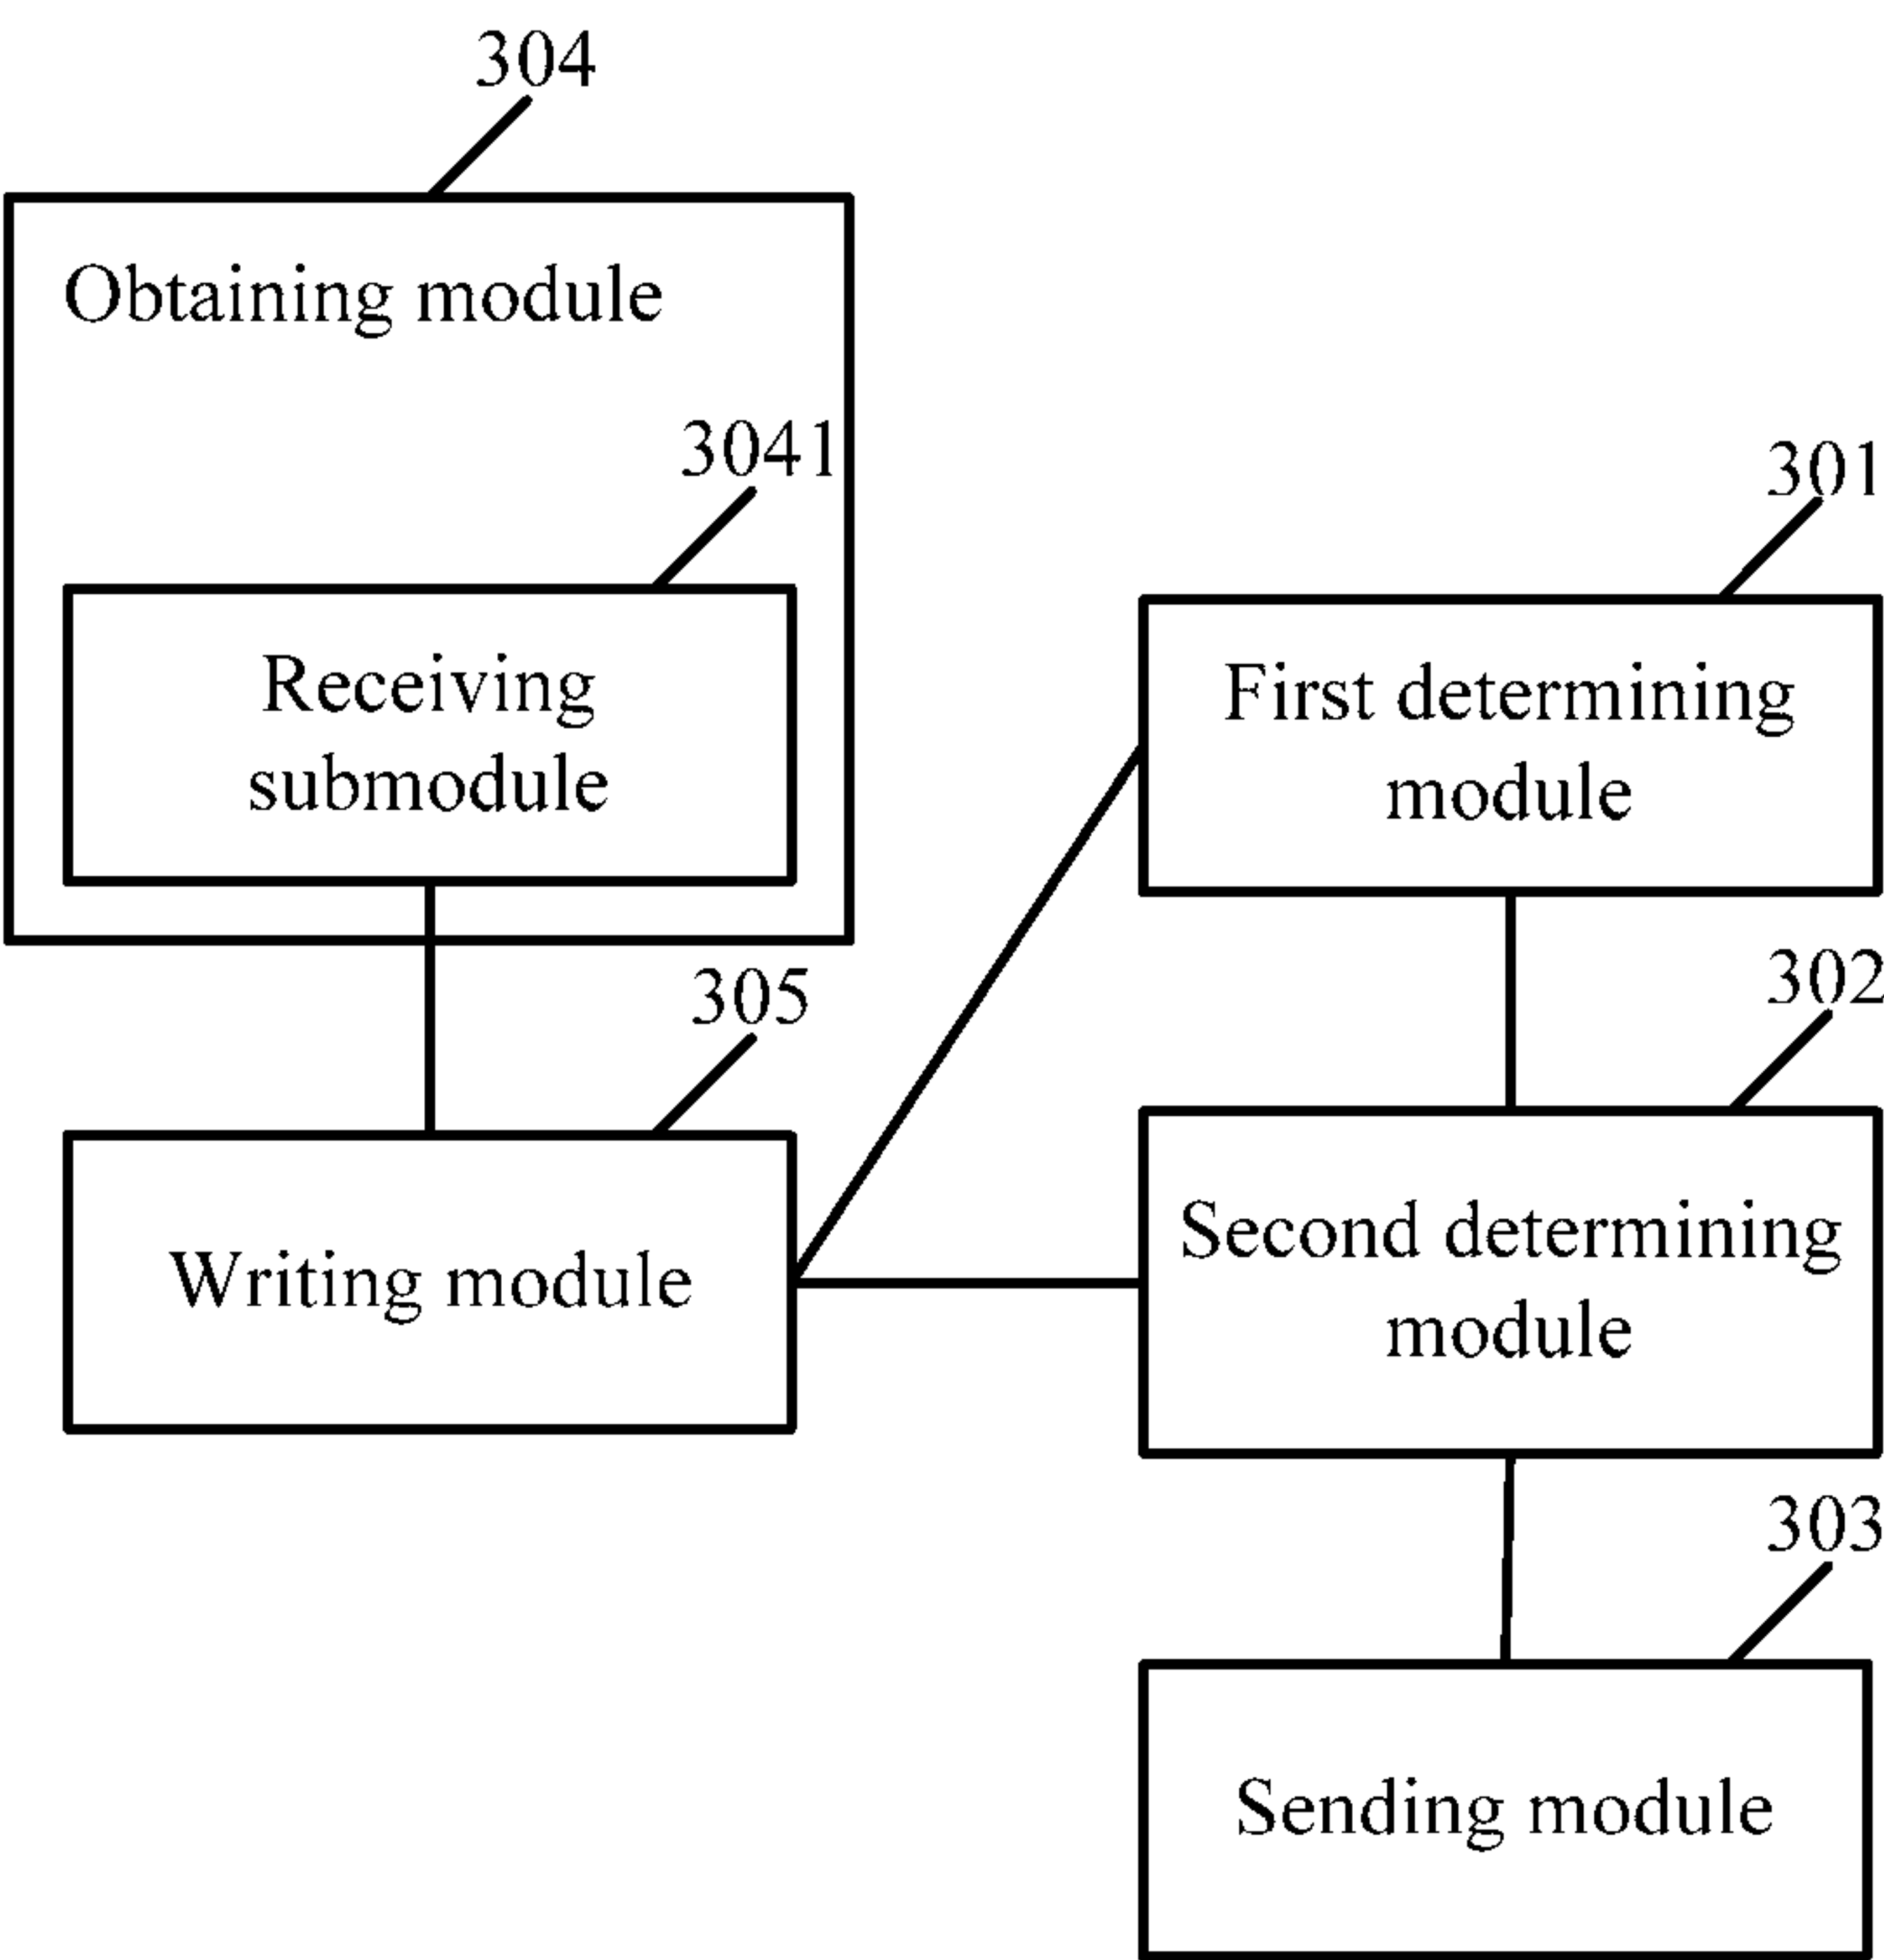 304
Obtaining module
3041
Receiving
submodule
305
Writing module
301
First determining
module
302
Second determining
module
303
Sending module